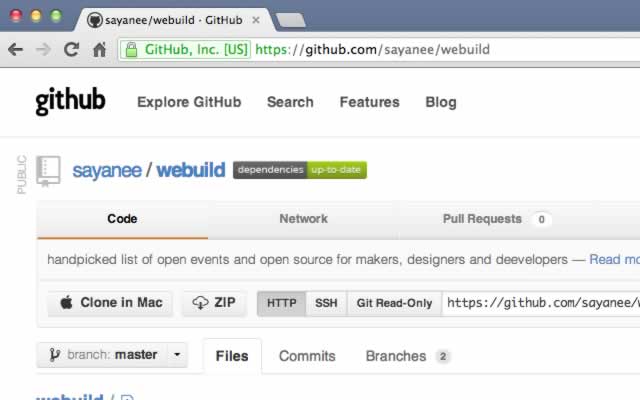 sayanee/webuild · GitHub
GitHub, Inc. [US] https://github.com/sayanee/webuild
github Explore GitHub Search Features Blog
PUBLIC
sayanee / webuild dependencies up-to-date
Code Network Pull Requests 0
handpicked list of open events and open source for makers, designers and deevelopers — Read mo
Clone in Mac ZIP HTTP SSH Git Read-Only https://github.com/sayanee/w
branch: master Files Commits Branches 2
webuild /